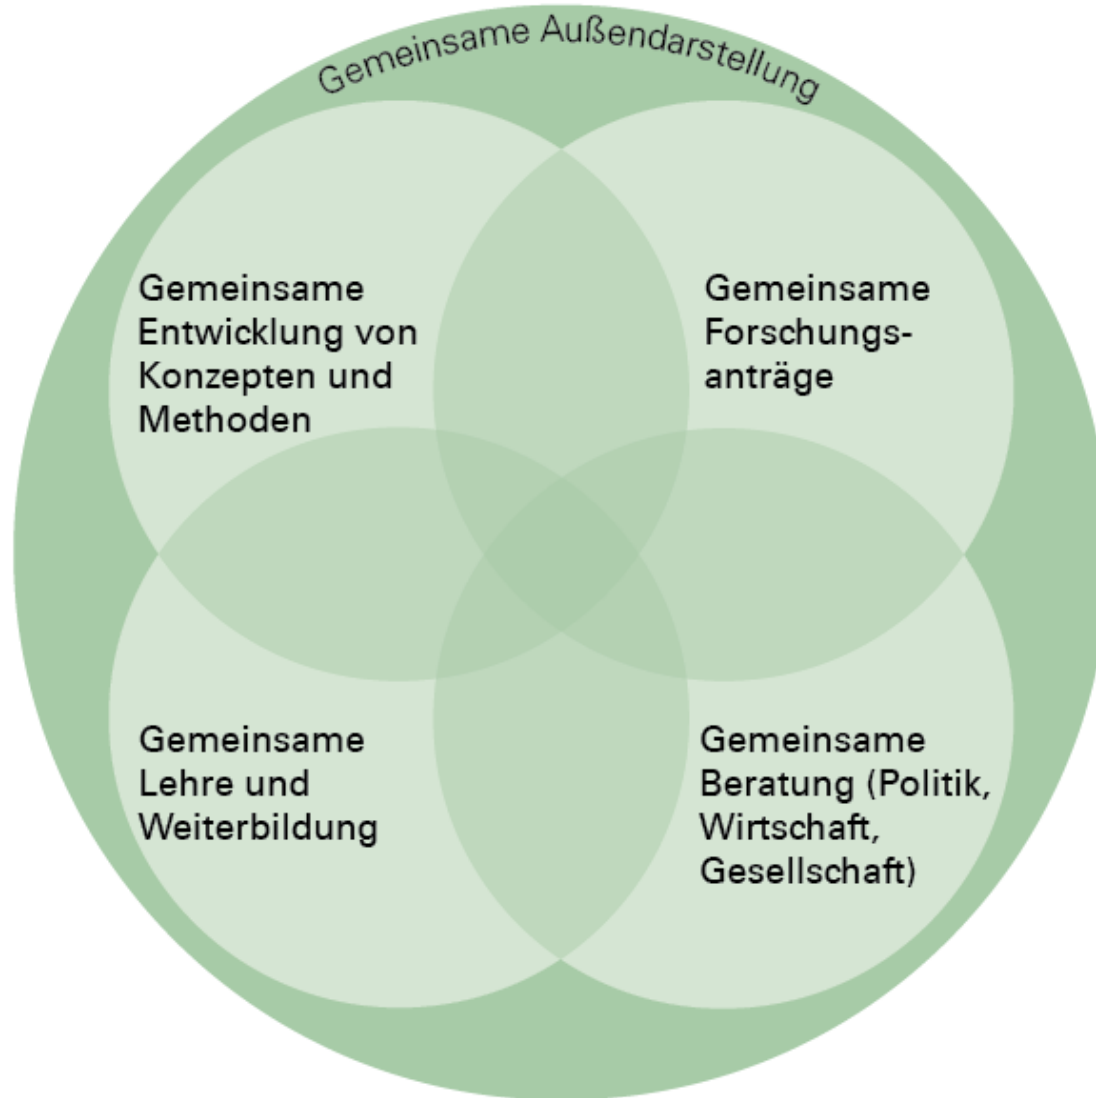 Gemeinsame Außendarstellung
Gemeinsame
Entwicklung von
Konzepten und
Methoden
Gemeinsame
Forschungs-
anträge
Gemeinsame
Lehre und
Weiterbildung
Gemeinsame
Beratung (Politik,
Wirtschaft,
Gesellschaft)